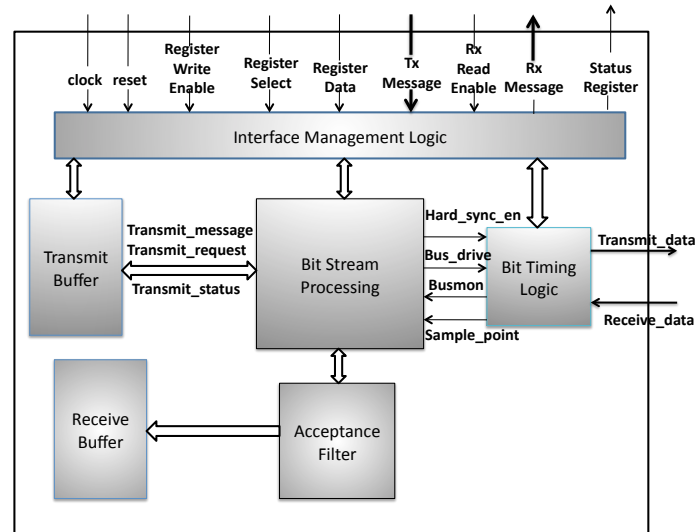 clock
reset
Register
Write
Enable
Register
Select
Register
Data
Tx
Message
Rx
Read
Enable
Rx
Message
Status
Register
Interface Management Logic
Transmit
Buffer
Transmit_message
Transmit_request
Transmit_status
Bit Stream
Processing
Hard_sync_en
Bus_drive
Busmon
Sample_point
Bit Timing
Logic
Transmit_data
Receive_data
Receive
Buffer
Acceptance
Filter